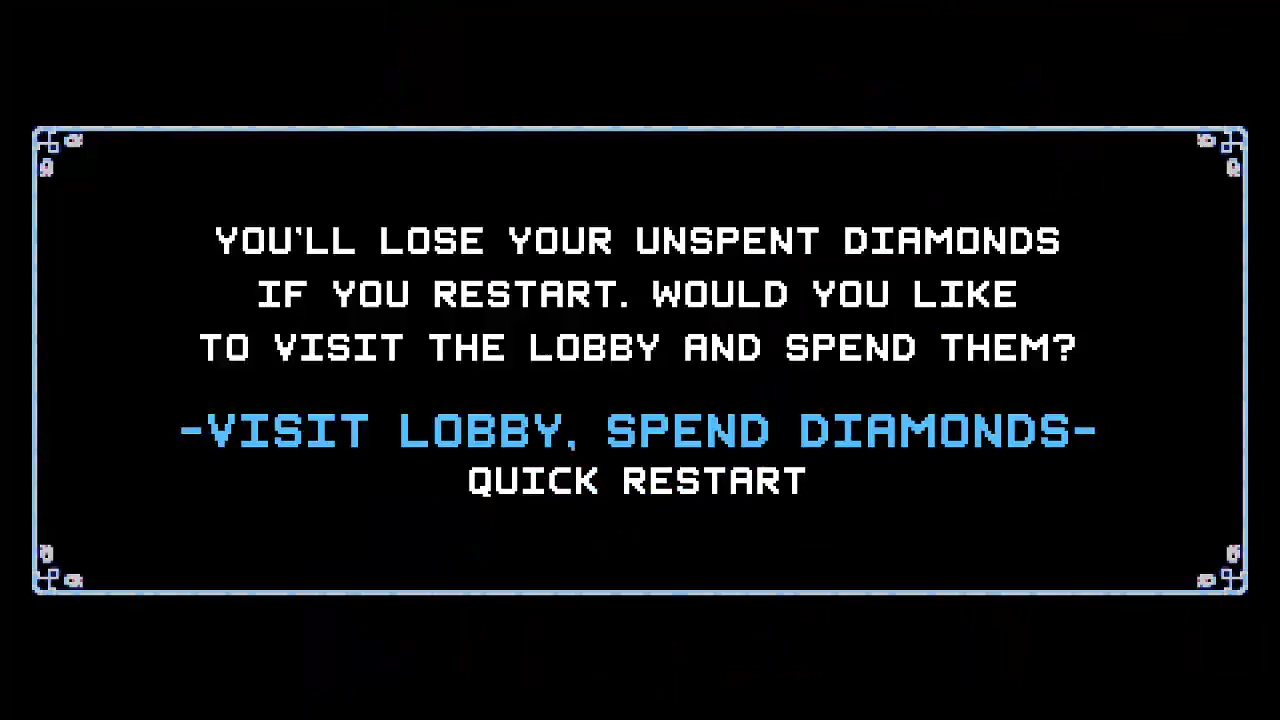 YOU'LL LOSE YOUR UNSPENT DIAMONDS
IF YOU RESTART. WOULD YOU LIKE
TO VISIT THE LOBBY AND SPEND THEM?
-VISIT LOBBY, SPEND DIAMONDS-
QUICK RESTART